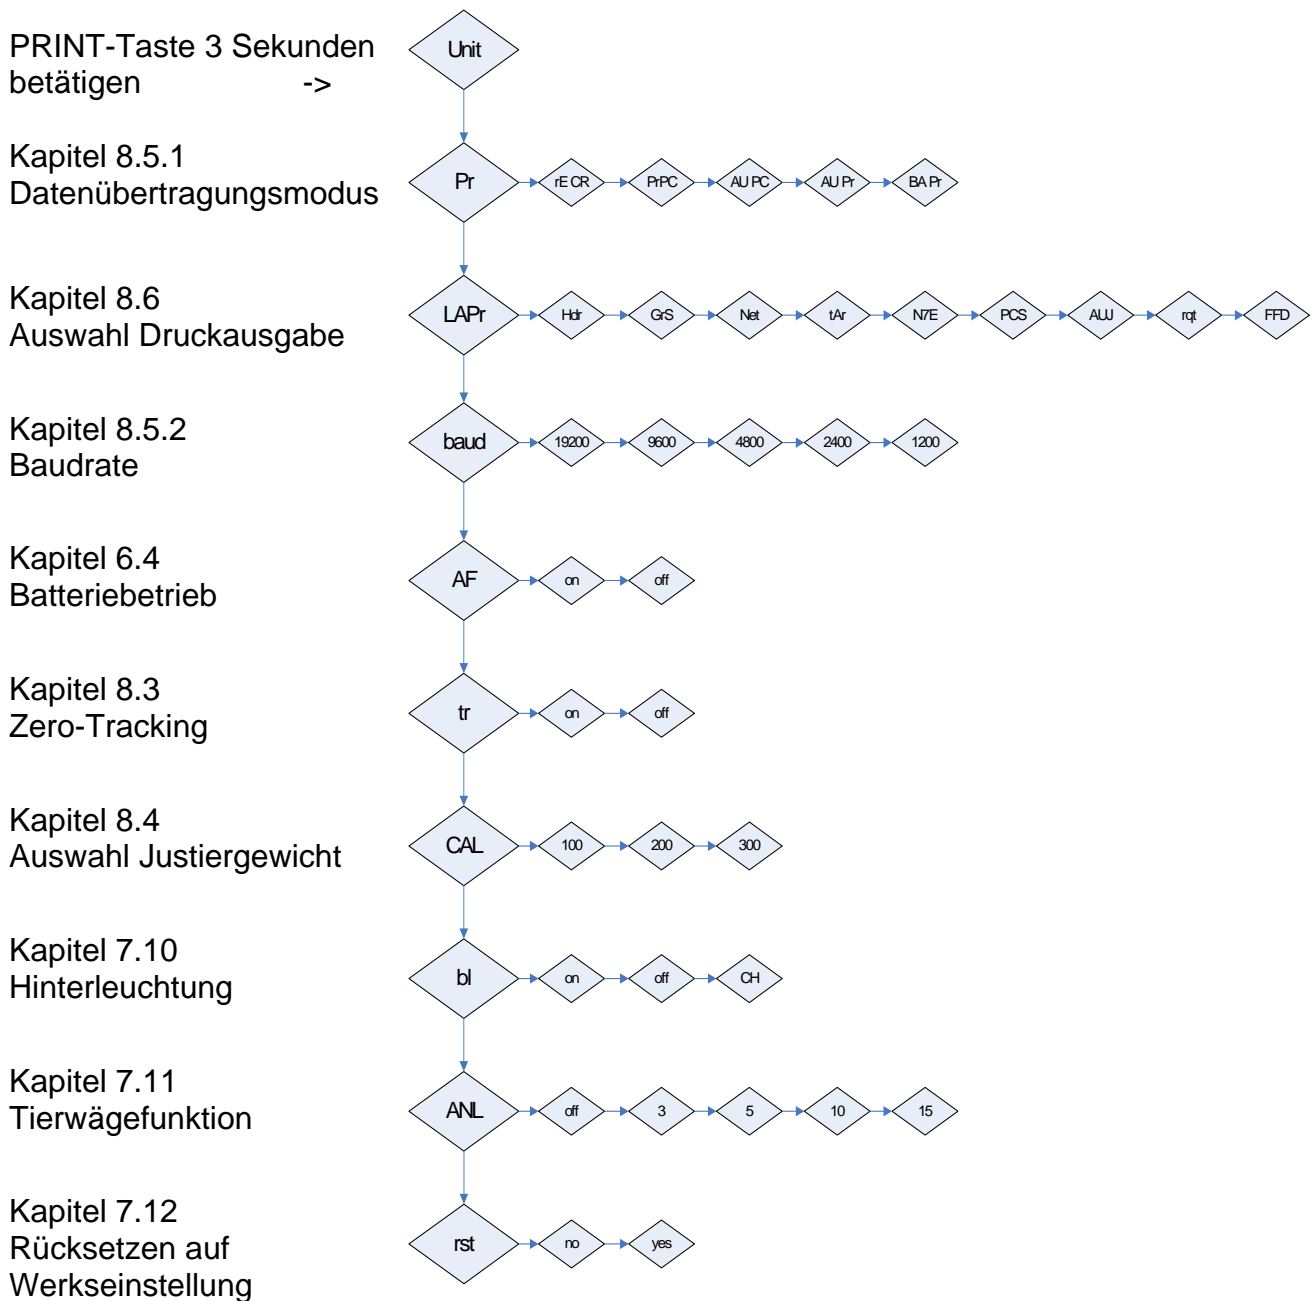 PRINT-Taste 3 Sekunden
betätigen ->
Unit
Kapitel 8.5.1
Datenübertragungsmodus
Pr rE CR PrPC AU PC AU Pr BA Pr
Kapitel 8.6
Auswahl Druckausgabe
LAPr Hdr GrS Net tAr N7E PCS AUJ rqt FFD
Kapitel 8.5.2
Baudrate
baud 19200 9600 4800 2400 1200
Kapitel 6.4
Batteriebetrieb
AF on off
Kapitel 8.3
Zero-Tracking
tr on off
Kapitel 8.4
Auswahl Justiergewicht
CAL 100 200 300
Kapitel 7.10
Hinterleuchtung
bl on off CH
Kapitel 7.11
Tierwägefunktion
ANL off 3 5 10 15
Kapitel 7.12
Rücksetzen auf
Werkseinstellung
rst no yes